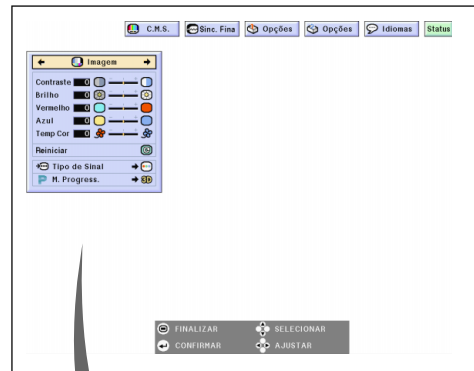 C.M.S. Sinc. Fina Opções Opções Idiomas Status
Imagem
Contraste 0
Brilho 0
Vermelho 0
Azul 0
Temp Cor 0
Reiniciar
Tipo de Sinal
M. Progress. 3D
FINALIZAR SELECIONAR
CONFIRMAR AJUSTAR